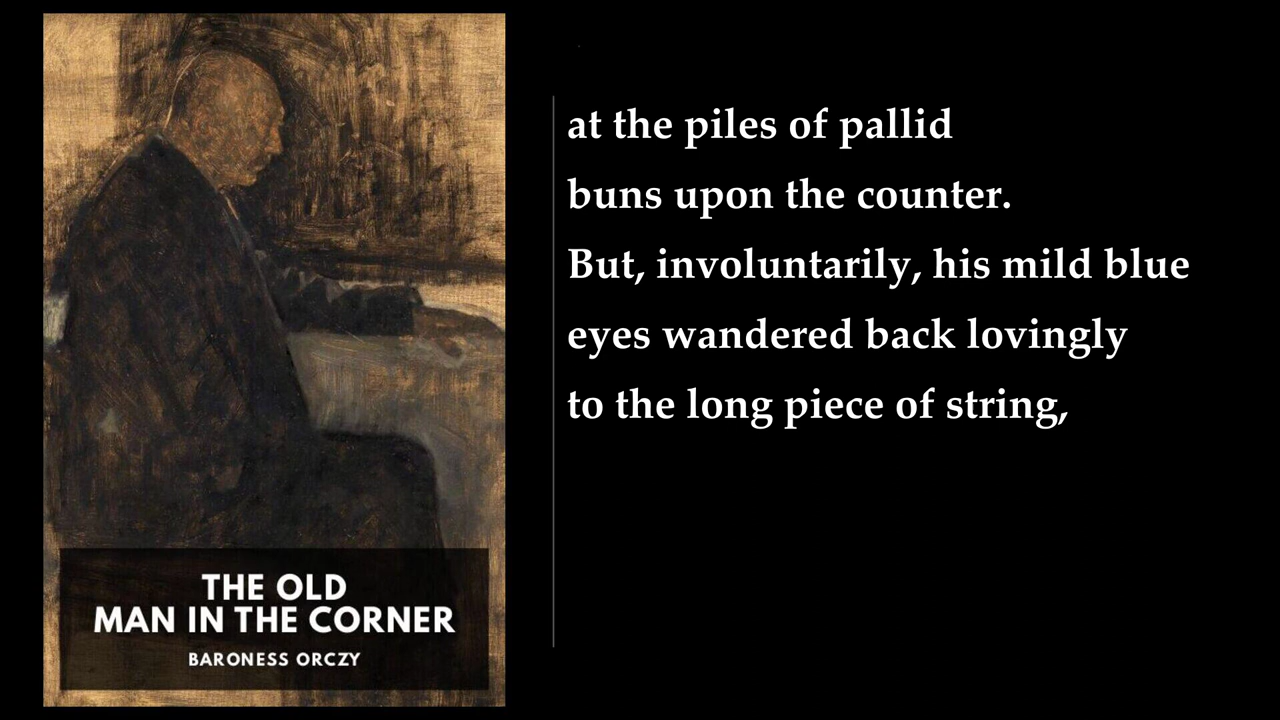 THE OLD
MAN IN THE CORNER
BARONESS ORCZY
at the piles of pallid
buns upon the counter.
But, involuntarily, his mild blue
eyes wandered back lovingly
to the long piece of string,